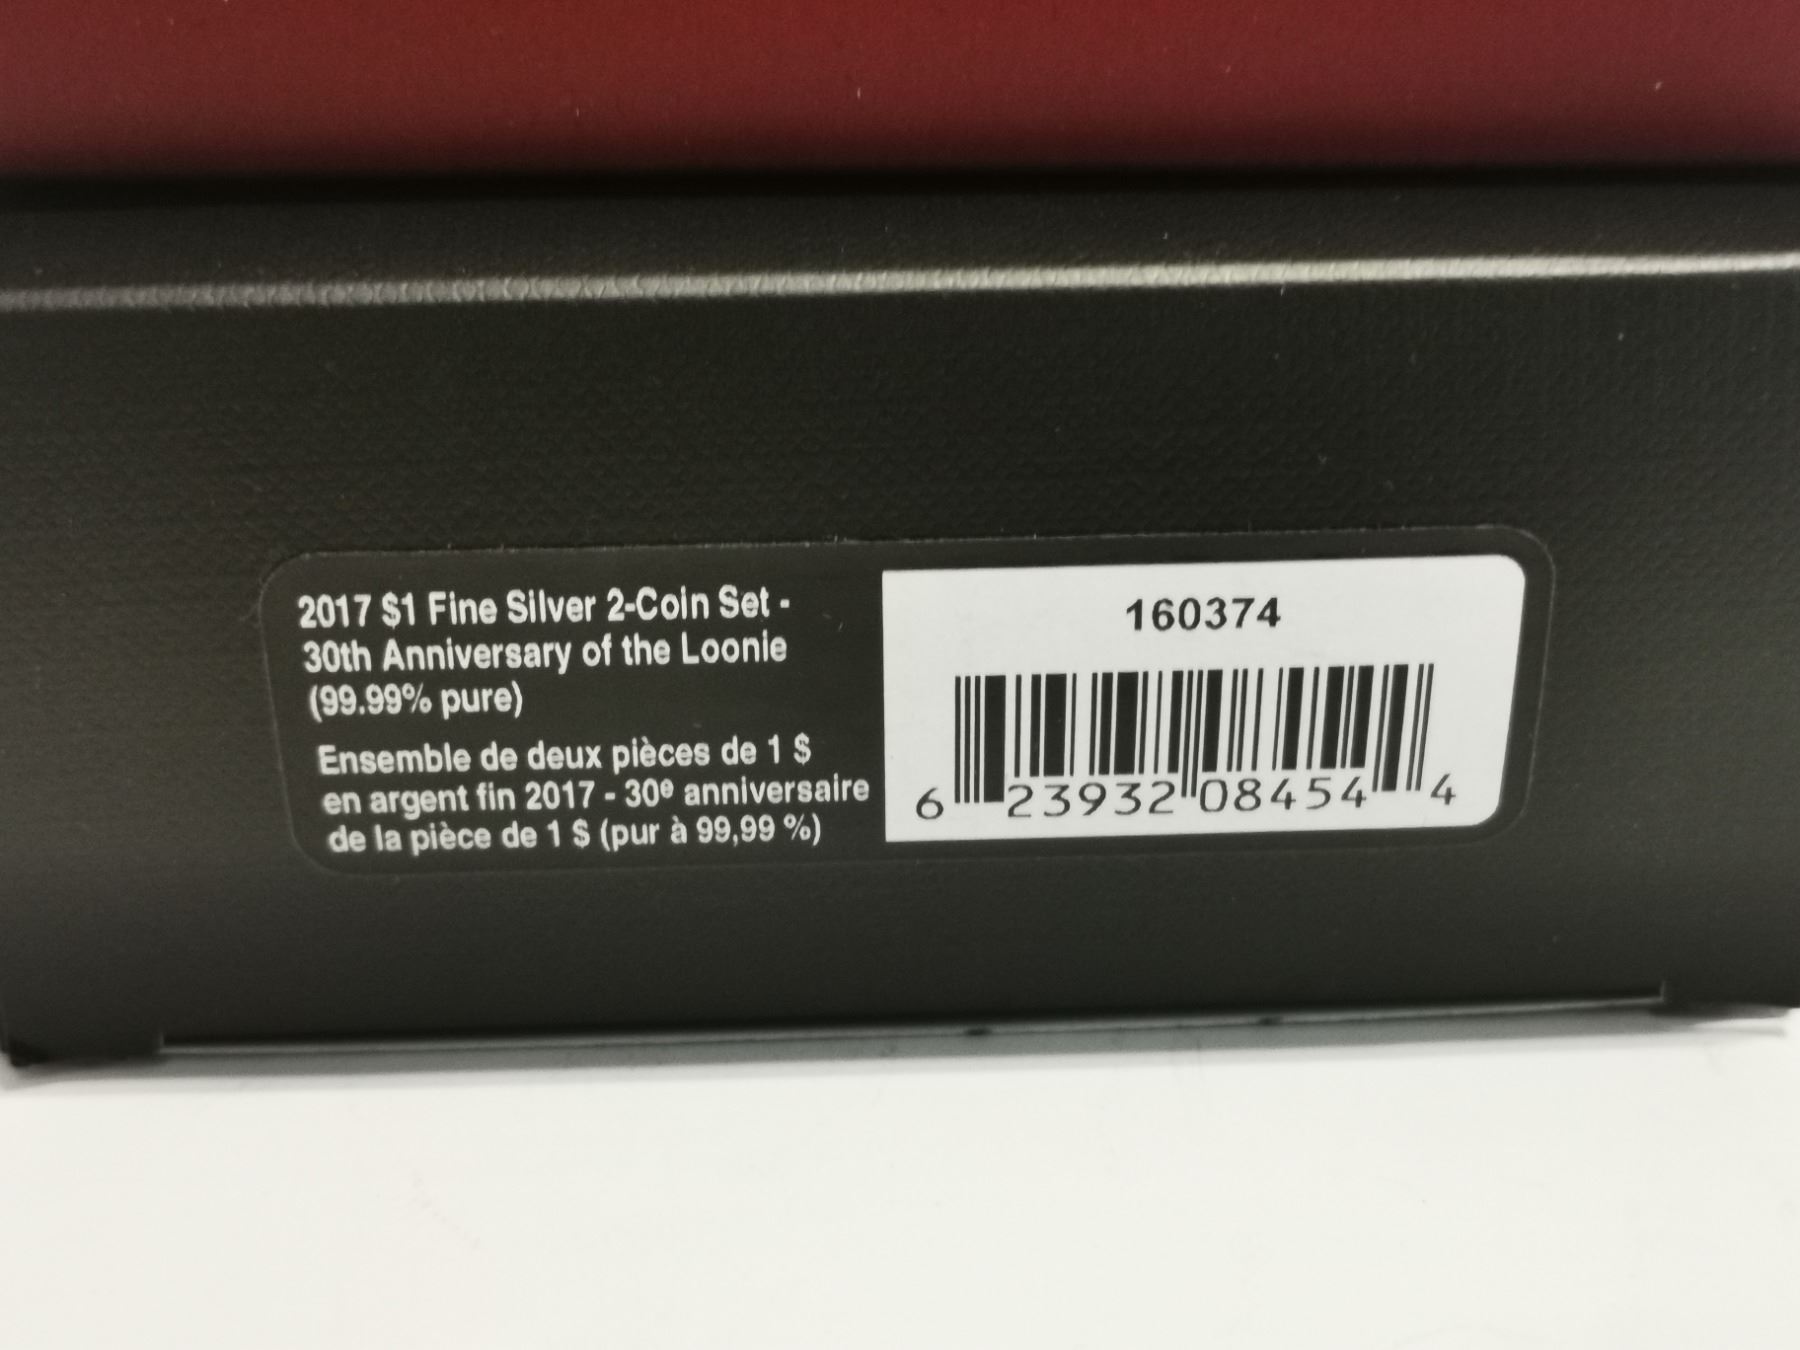 2017 $1 Fine Silver 2-Coin Set -
30th Anniversary of the Loonie
(99.99% pure)
Ensemble de deux pièces de 1 $
en argent fin 2017 - 30e anniversaire
de la pièce de 1 $ (pur à 99,99 %)
160374
6 23932 08454 4